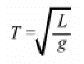 T = √(L/g)